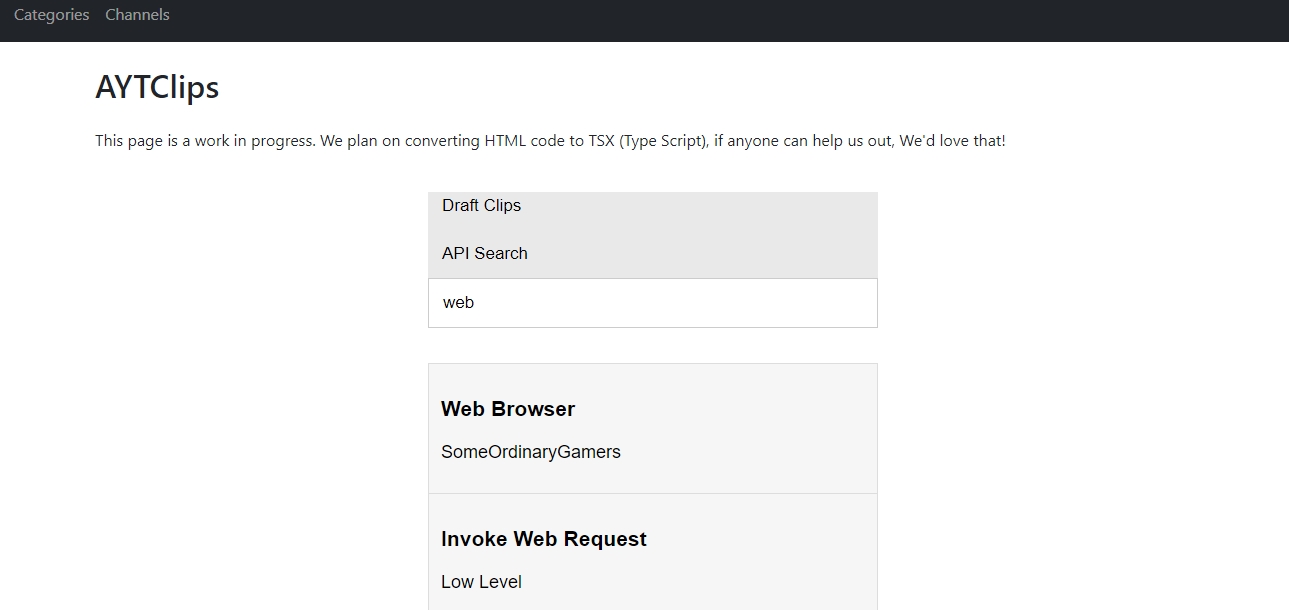 Categories Channels
AYTClips
This page is a work in progress. We plan on converting HTML code to TSX (Type Script), if anyone can help us out, We'd love that!
Draft Clips
API Search
web
Web Browser
SomeOrdinaryGamers
Invoke Web Request
Low Level